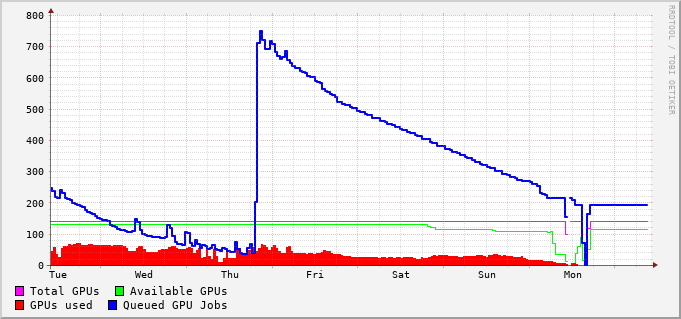 800
700
600
500
400
300
200
100
0
Tue Wed Thu Fri Sat Sun Mon
Total GPUs Available GPUs
GPUs used Queued GPU Jobs
RRDTOOL / TOBI OETIKER